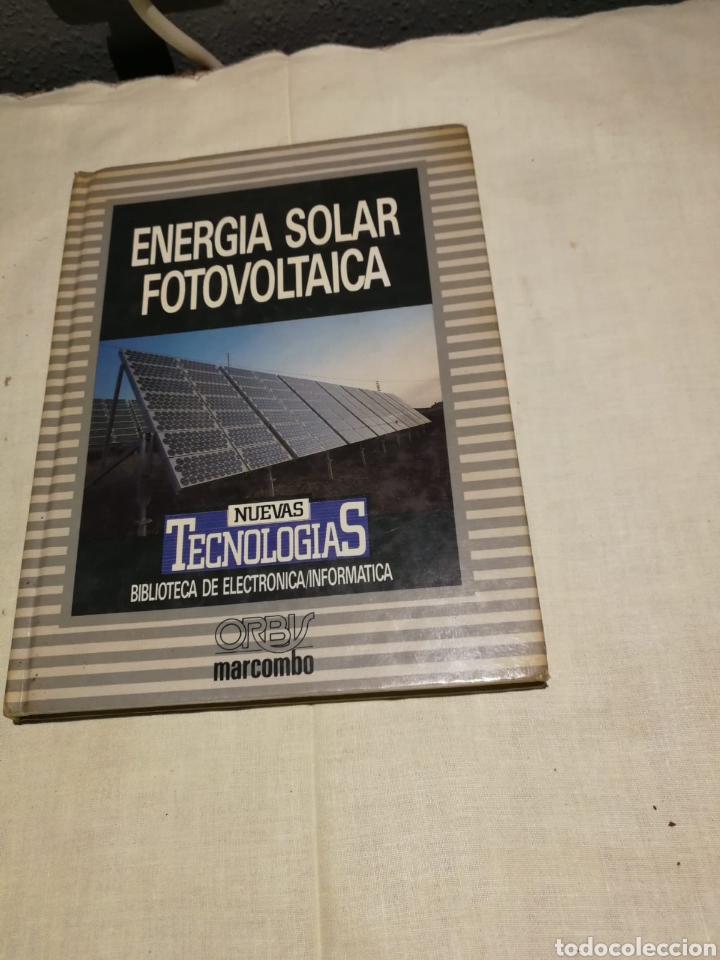 ENERGIA SOLAR
FOTOVOLTAICA
NUEVAS
TECNOLOGIAS
BIBLIOTECA DE ELECTRONICA/INFORMATICA
ORBIS
marcombo
todocoleccion